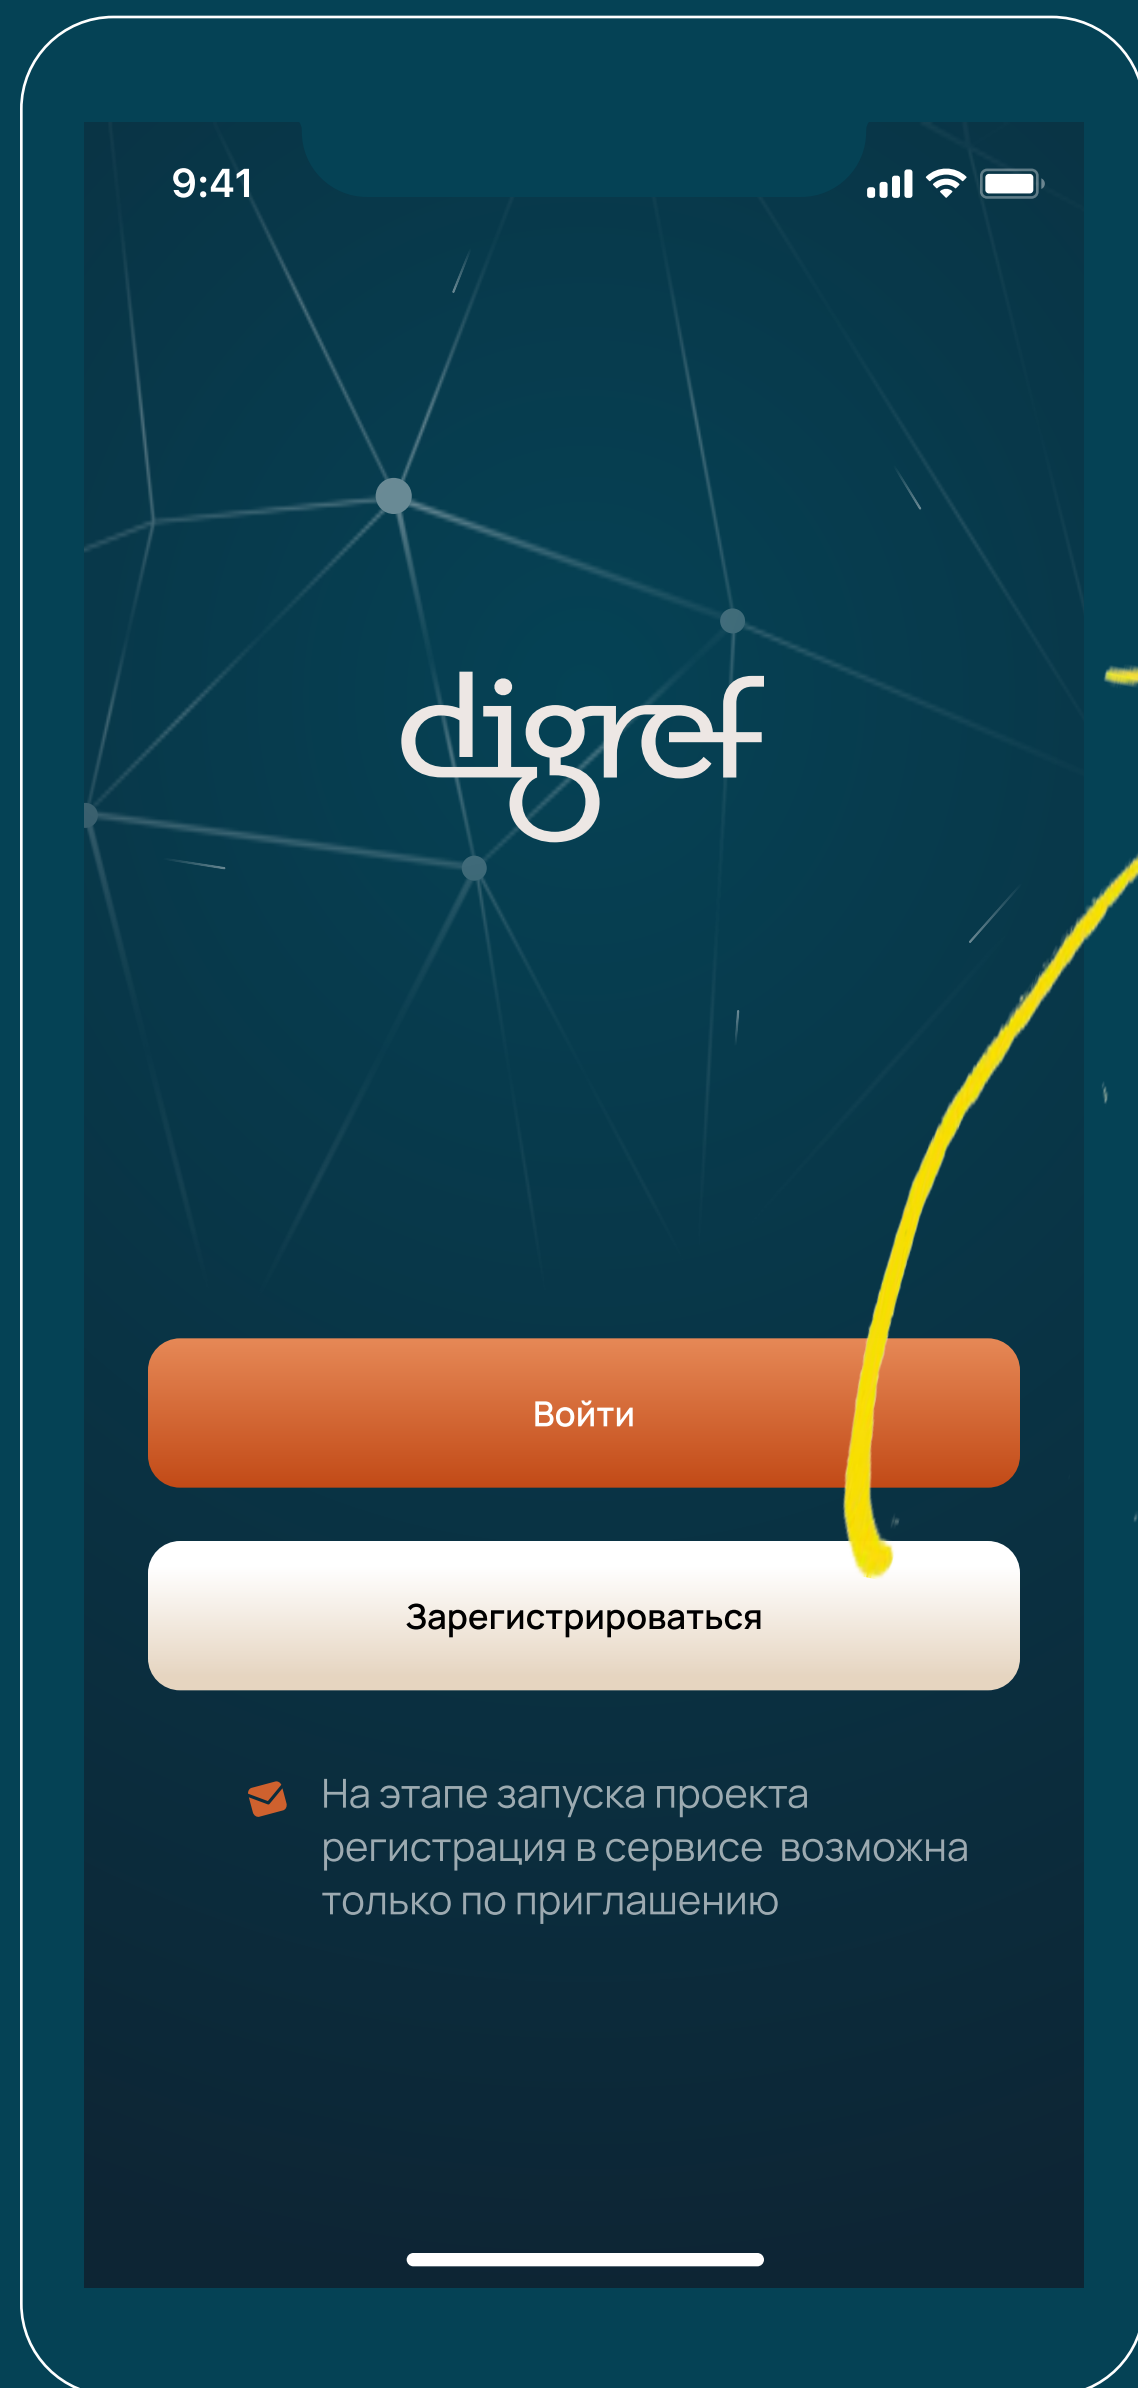 9:41
digref
Войти
Зарегистрироваться
На этапе запуска проекта
регистрация в сервисе  возможна
только по приглашению